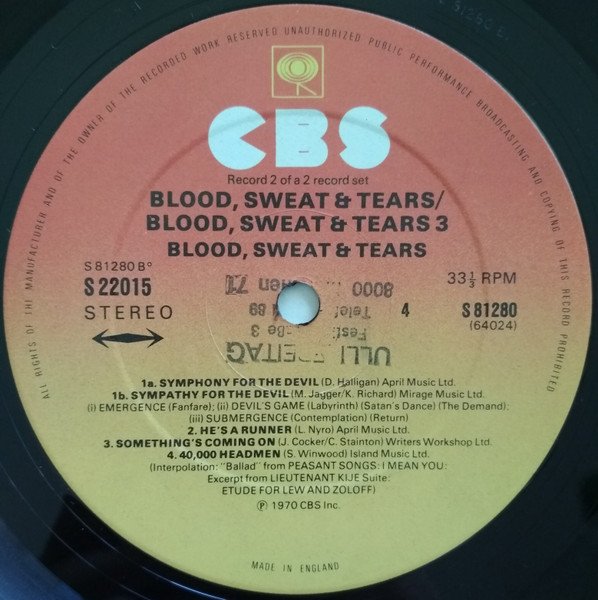 ALL RIGHTS OF THE MANUFACTURER AND OF THE OWNER OF THE RECORDED WORK RESERVED UNAUTHORIZED PUBLIC PERFORMANCE BROADCASTING AND COPYING OF THIS RECORD PROHIBITED
CBS
Record 2 of a 2 record set
BLOOD, SWEAT & TEARS/
BLOOD, SWEAT & TEARS 3
BLOOD, SWEAT & TEARS
S 81280 B°
S 22015
STEREO
33⅓ RPM
4 S 81280
(64024)
ULLI
8000 71
1a. SYMPHONY FOR THE DEVIL (D. Halligan) April Music Ltd.
1b. SYMPATHY FOR THE DEVIL (M. Jagger/K. Richard) Mirage Music Ltd.
(i) EMERGENCE (Fanfare); (ii) DEVIL'S GAME (Labyrinth) (Satan's Dance) (The Demand);
(iii) SUBMERGENCE (Contemplation) (Return)
2. HE'S A RUNNER (L. Nyro) April Music Ltd.
3. SOMETHING'S COMING ON (J. Cocker/C. Stainton) Writers Workshop Ltd.
4. 40,000 HEADMEN (S. Winwood) Island Music Ltd.
(Interpolation: "Ballad" from PEASANT SONGS: I MEAN YOU:
Excerpt from LIEUTENANT KIJE Suite:
ETUDE FOR LEW AND ZOLOFF)
℗ 1970 CBS Inc.
MADE IN ENGLAND